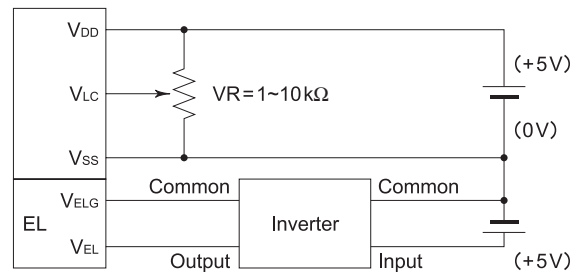 VDD
(+5V)
VLC
VR=1~10kΩ
(0V)
VSS
Common
Common
VELG
EL
Inverter
VEL
Output
Input
(+5V)